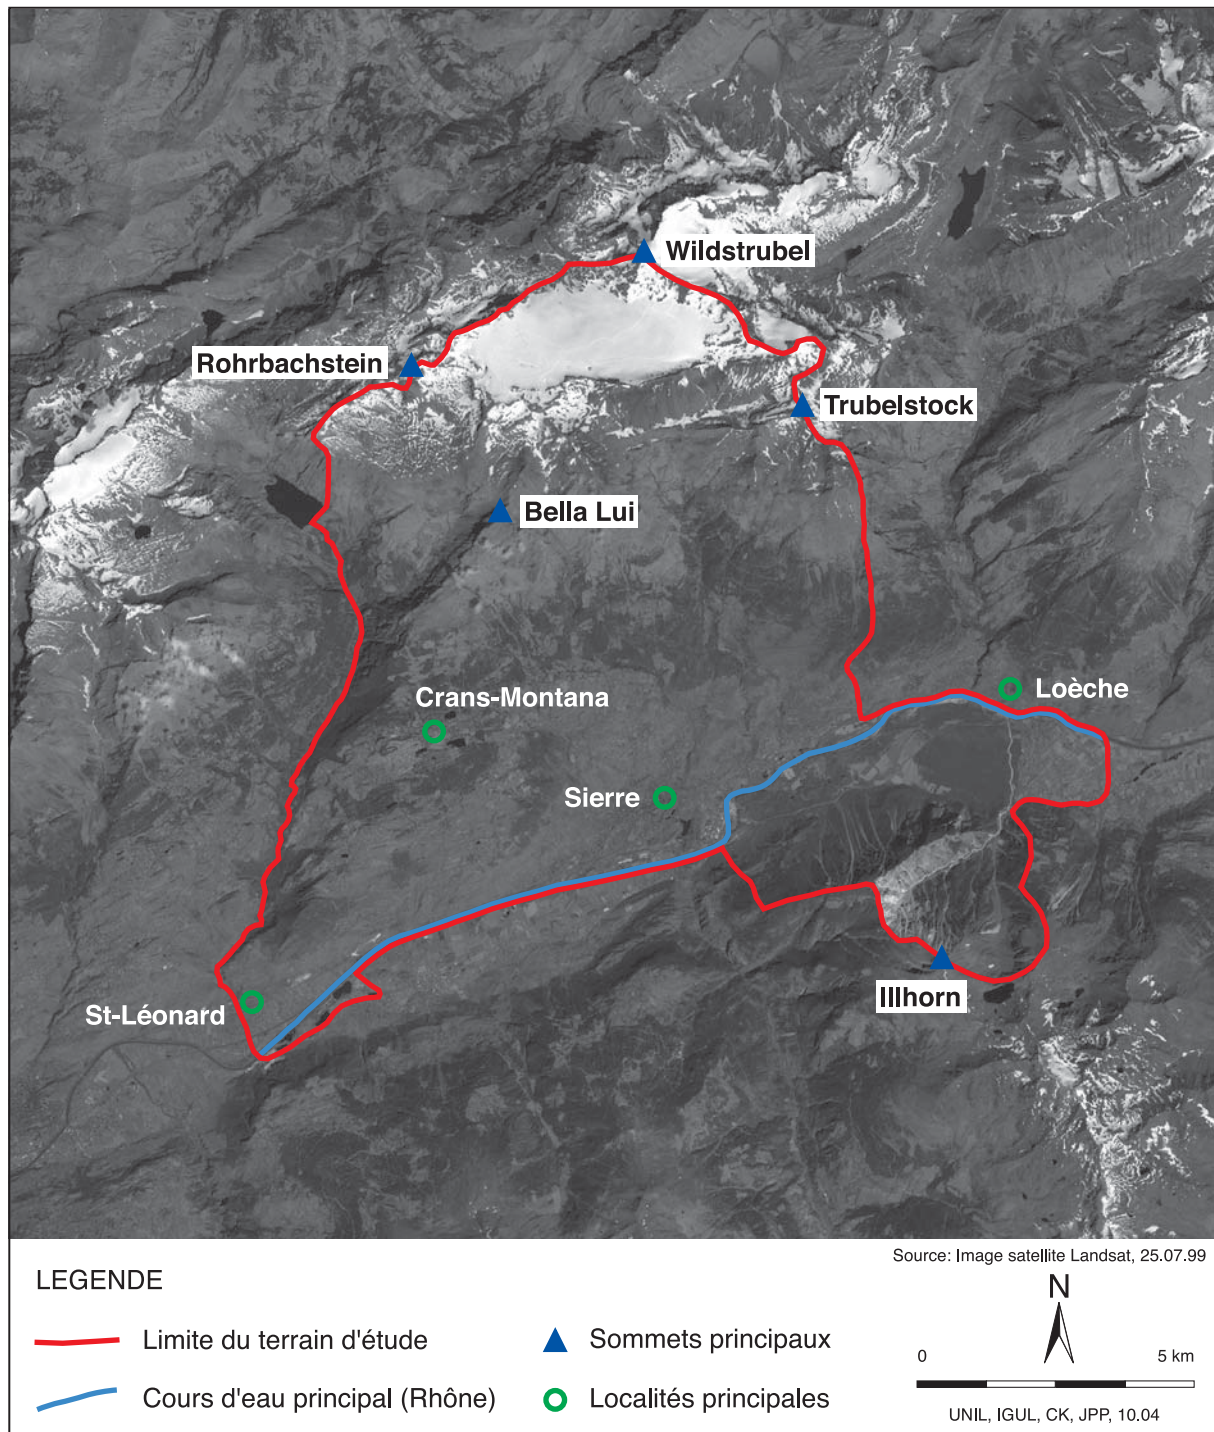 Wildstrubel
Rohrbachstein
Trubelstock
Bella Lui
Loèche
Crans-Montana
Sierre
Illhorn
St-Léonard
Source: Image satellite Landsat, 25.07.99
LEGENDE
N
Limite du terrain d'étude
Sommets principaux
0 5 km
Cours d'eau principal (Rhône)
Localités principales
UNIL, IGUL, CK, JPP, 10.04